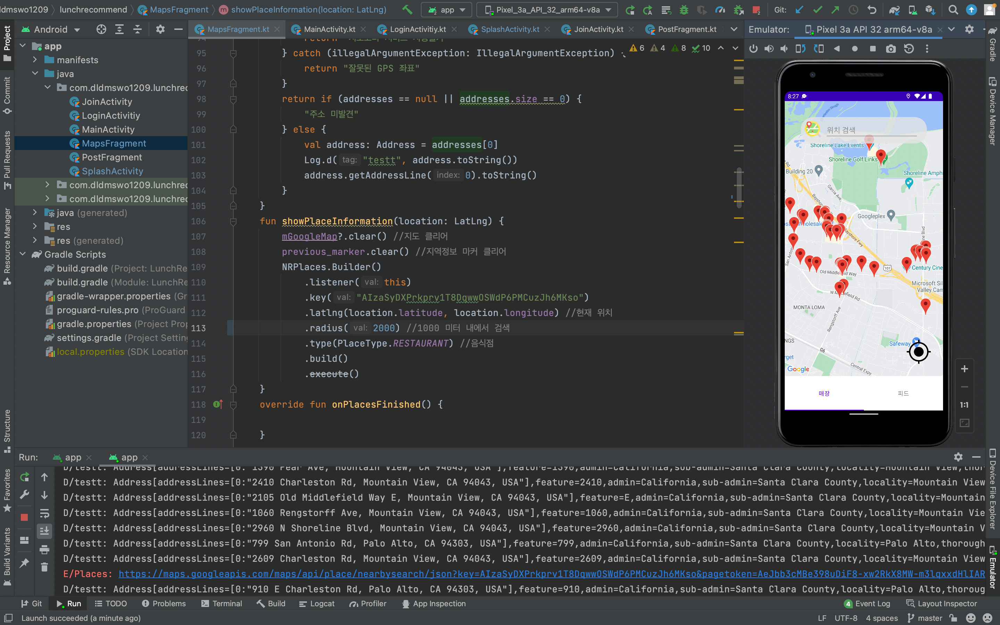 ldmswo1209 〉 lunchrecommend 〉 MapsFragment 〉 m showPlaceInformation(location: LatLng)
app
Pixel_3a_API_32_arm64-v8a
Git:
Project
Commit
Pull Requests
Resource Manager
Structure
Favorites
Build Variants
Android
app
manifests
java
com.dldmswo1209.lunchrec
JoinActivity
LoginActivitiy
MainActivity
MapsFragment
PostFragment
SplashActivity
com.dldmswo1209.lunchrec
com.dldmswo1209.lunchrec
java (generated)
res
res (generated)
Gradle Scripts
build.gradle (Project: LunchRe
build.gradle (Module: LunchRe
gradle-wrapper.properties (Gr
proguard-rules.pro (ProGuard
gradle.properties (Project Prop
settings.gradle (Project Settin
local.properties (SDK Location
MapsFragment.kt
MainActivity.kt
LoginActivitiy.kt
SplashActivity.kt
JoinActivity.kt
PostFragment.kt
6 4 8 10
95 } catch (illegalArgumentException: IllegalArgumentException) {
96 return "잘못된 GPS 좌표"
97 }
98 return if (addresses == null || addresses.size == 0) {
99 "주소 미발견"
100 } else {
101 val address: Address = addresses[0]
102 Log.d( tag: "testt", address.toString())
103 address.getAddressLine( index: 0).toString()
104 }
105 }
106 fun showPlaceInformation(location: LatLng) {
107 mGoogleMap?.clear() //지도 클리어
108 previous_marker.clear() //지역정보 마커 클리어
109 NRPlaces.Builder()
110 .listener( val: this)
111 .key( val: "AIzaSyDXPrkprv1T8DqwwOSWdP6PMCuzJh6MKso")
112 .latlng(location.latitude, location.longitude) //현재 위치
113 .radius( val: 2000) //1000 미터 내에서 검색
114 .type(PlaceType.RESTAURANT) //음식점
115 .build()
116 .execute()
117 }
118 override fun onPlacesFinished() {
119
120 }
Emulator: Pixel 3a API 32 arm64-v8a
8:27
Charleston Slough
위치 검색
Shoreline Lake Events
Shoreline Golf Links
Building 20
Shoreline Amphi
Garcia Ave
Bayshore
Googleplex
Wholesale
Bayshore Fwy
San Antoni
ine Blvd
Old Middlefield Way
101
Century Cine
Microsoft Sil
Valley Cam
W Middlefield Rd
MONTA LOMA
Rengstorff Ave
NGS
Safeway
G6
rget
Central Expy
Google
매장
피드
1:1
Gradle
Device Manager
Device File Explorer
Emulator
Run: app app
D/testt: Address[addressLines=[0:"1390 Pear Ave, Mountain View, CA 94043, USA"],feature=1390,admin=California,sub-admin=Santa Clara County,locality=Mountain View,thor
D/testt: Address[addressLines=[0:"2410 Charleston Rd, Mountain View, CA 94043, USA"],feature=2410,admin=California,sub-admin=Santa Clara County,locality=Mountain View
D/testt: Address[addressLines=[0:"2105 Old Middlefield Way E, Mountain View, CA 94043, USA"],feature=E,admin=California,sub-admin=Santa Clara County,locality=Mountain
D/testt: Address[addressLines=[0:"1060 Rengstorff Ave, Mountain View, CA 94043, USA"],feature=1060,admin=California,sub-admin=Santa Clara County,locality=Mountain Vie
D/testt: Address[addressLines=[0:"2960 N Shoreline Blvd, Mountain View, CA 94043, USA"],feature=2960,admin=California,sub-admin=Santa Clara County,locality=Mountain V
D/testt: Address[addressLines=[0:"799 San Antonio Rd, Palo Alto, CA 94303, USA"],feature=799,admin=California,sub-admin=Santa Clara County,locality=Palo Alto,thorough
D/testt: Address[addressLines=[0:"2609 Charleston Rd, Mountain View, CA 94043, USA"],feature=2609,admin=California,sub-admin=Santa Clara County,locality=Mountain View
E/Places: https://maps.googleapis.com/maps/api/place/nearbysearch/json?key=AIzaSyDXPrkprv1T8DqwwOSWdP6PMCuzJh6MKso&pagetoken=AeJbb3cMBe398uDiF8-xw2RkX8MW-m3lqxxdHlIAR
D/testt: Address[addressLines=[0:"910 E Charleston Rd, Palo Alto, CA 94303, USA"],feature=910,admin=California,sub-admin=Santa Clara County,locality=Palo Alto,thoroug
Git Run TODO Problems Terminal Build Logcat Profiler App Inspection
4 Event Log Layout Inspector
Launch succeeded (a minute ago)
LF UTF-8 4 spaces master